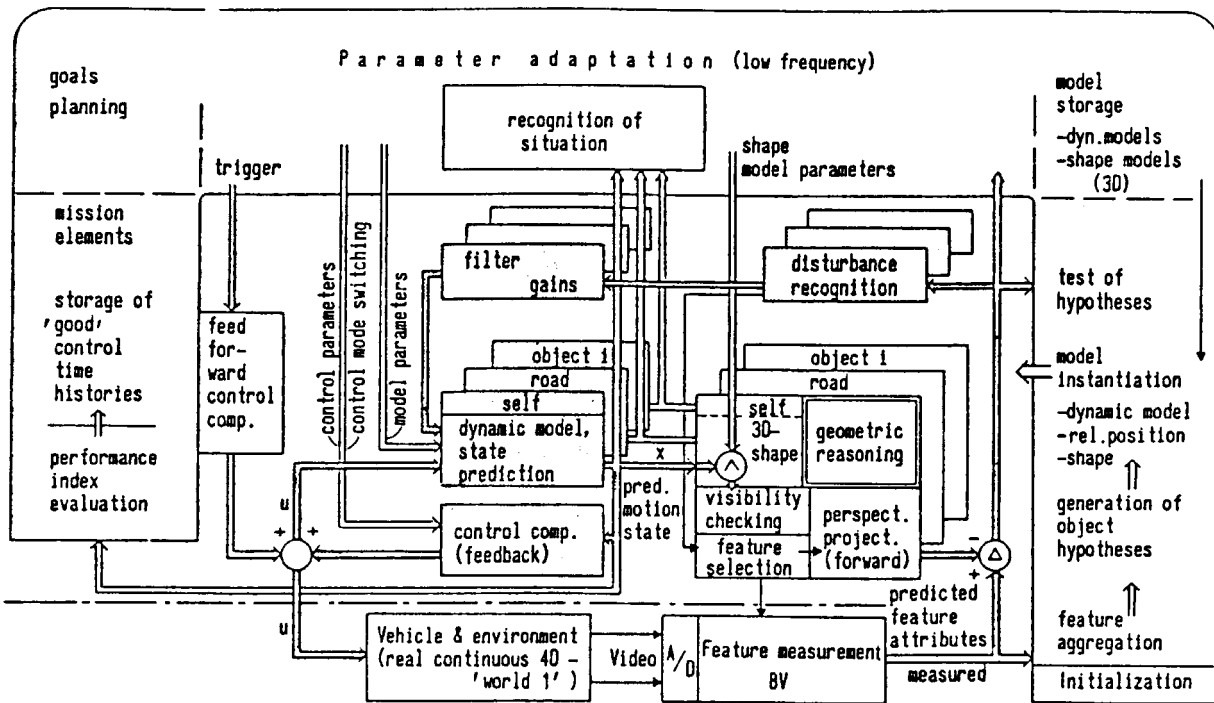 Parameter adaptation (low frequency)
goals
planning
recognition of
situation
model
storage
-dyn.models
-shape models
(3D)
trigger
shape
model parameters
mission
elements
storage of
'good'
control
time
histories
performance
index
evaluation
feed
for-
ward
control
comp.
control parameters
control mode switching
model parameters
filter
gains
disturbance
recognition
test of
hypotheses
object i
road
self
dynamic model,
state
prediction
object i
road
self
3D-
shape
geometric
reasoning
model
instantiation
-dynamic model
-rel.position
-shape
x
^
pred.
motion
state
visibility
checking
feature
selection
perspect.
project.
(forward)
generation of
object
hypotheses
u
+
+
control comp.
(feedback)
-
Δ
+
predicted
feature
attributes
feature
aggregation
u
Vehicle & environment
(real continuous 4D -
'world 1')
Video
A/D
Feature measurement
BV
measured
Initialization